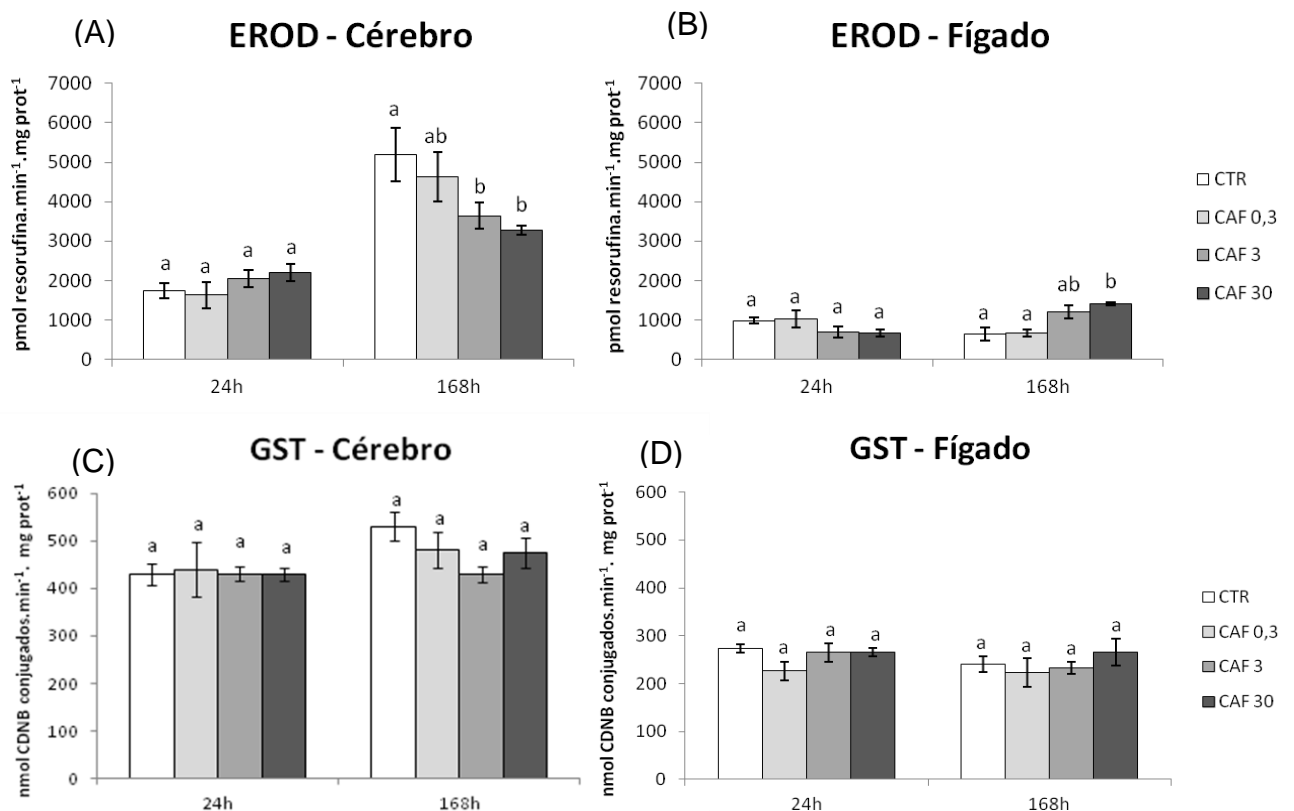 (A)
EROD - Cérebro
pmol resorufina.min⁻¹.mg prot⁻¹
7000
6000
5000
4000
3000
2000
1000
0
a
a
a
a
a
ab
b
b
24h
168h
(B)
EROD - Fígado
pmol resorufina.min⁻¹.mg prot⁻¹
7000
6000
5000
4000
3000
2000
1000
0
a
a
a
a
a
a
ab
b
24h
168h
CTR
CAF 0,3
CAF 3
CAF 30
(C)
GST - Cérebro
nmol CDNB conjugados.min⁻¹. mg prot⁻¹
600
500
400
300
200
100
0
a
a
a
a
a
a
a
a
24h
168h
(D)
GST - Fígado
nmol CDNB conjugados.min⁻¹. mg prot⁻¹
600
500
400
300
200
100
0
a
a
a
a
a
a
a
a
24h
168h
CTR
CAF 0,3
CAF 3
CAF 30